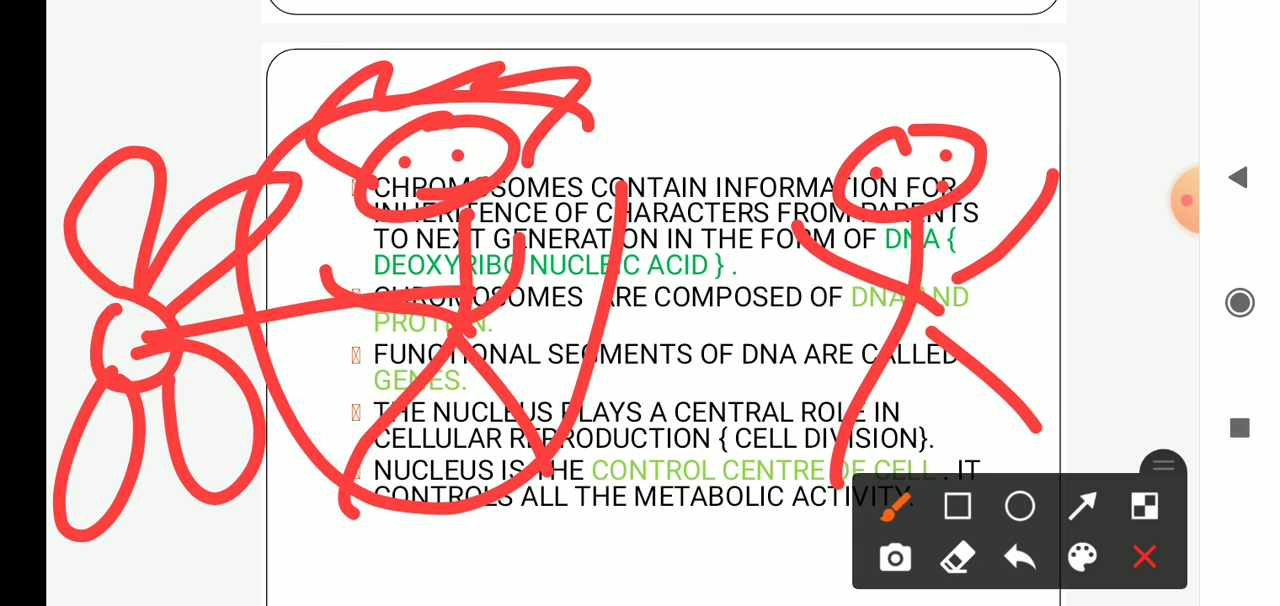 CHROMOSOMES CONTAIN INFORMATION FOR
INHERITENCE OF CHARACTERS FROM PARENTS
TO NEXT GENERATION IN THE FORM OF DNA {
DEOXYRIBO NUCLEIC ACID } .
CHROMOSOMES ARE COMPOSED OF DNA AND
PROTEIN.
FUNCTIONAL SEGMENTS OF DNA ARE CALLED
GENES.
THE NUCLEUS PLAYS A CENTRAL ROLE IN
CELLULAR REPRODUCTION { CELL DIVISION}.
NUCLEUS IS THE CONTROL CENTRE OF CELL . IT
CONTROLS ALL THE METABOLIC ACTIVITY.